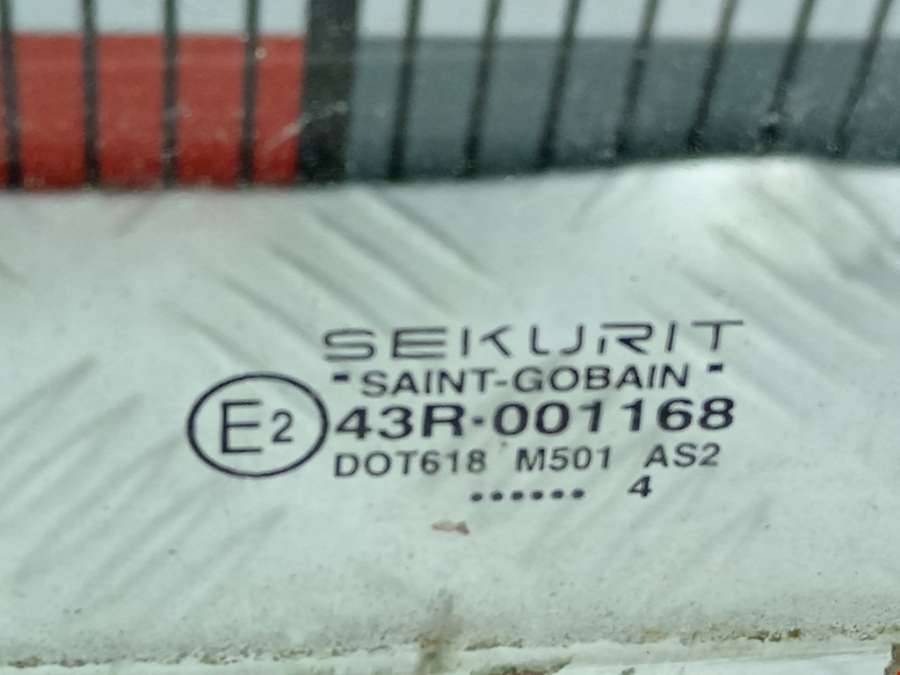 SEKURIT
-SAINT-GOBAIN-
E2 43R-001168
DOT618 M501 AS2
...... 4